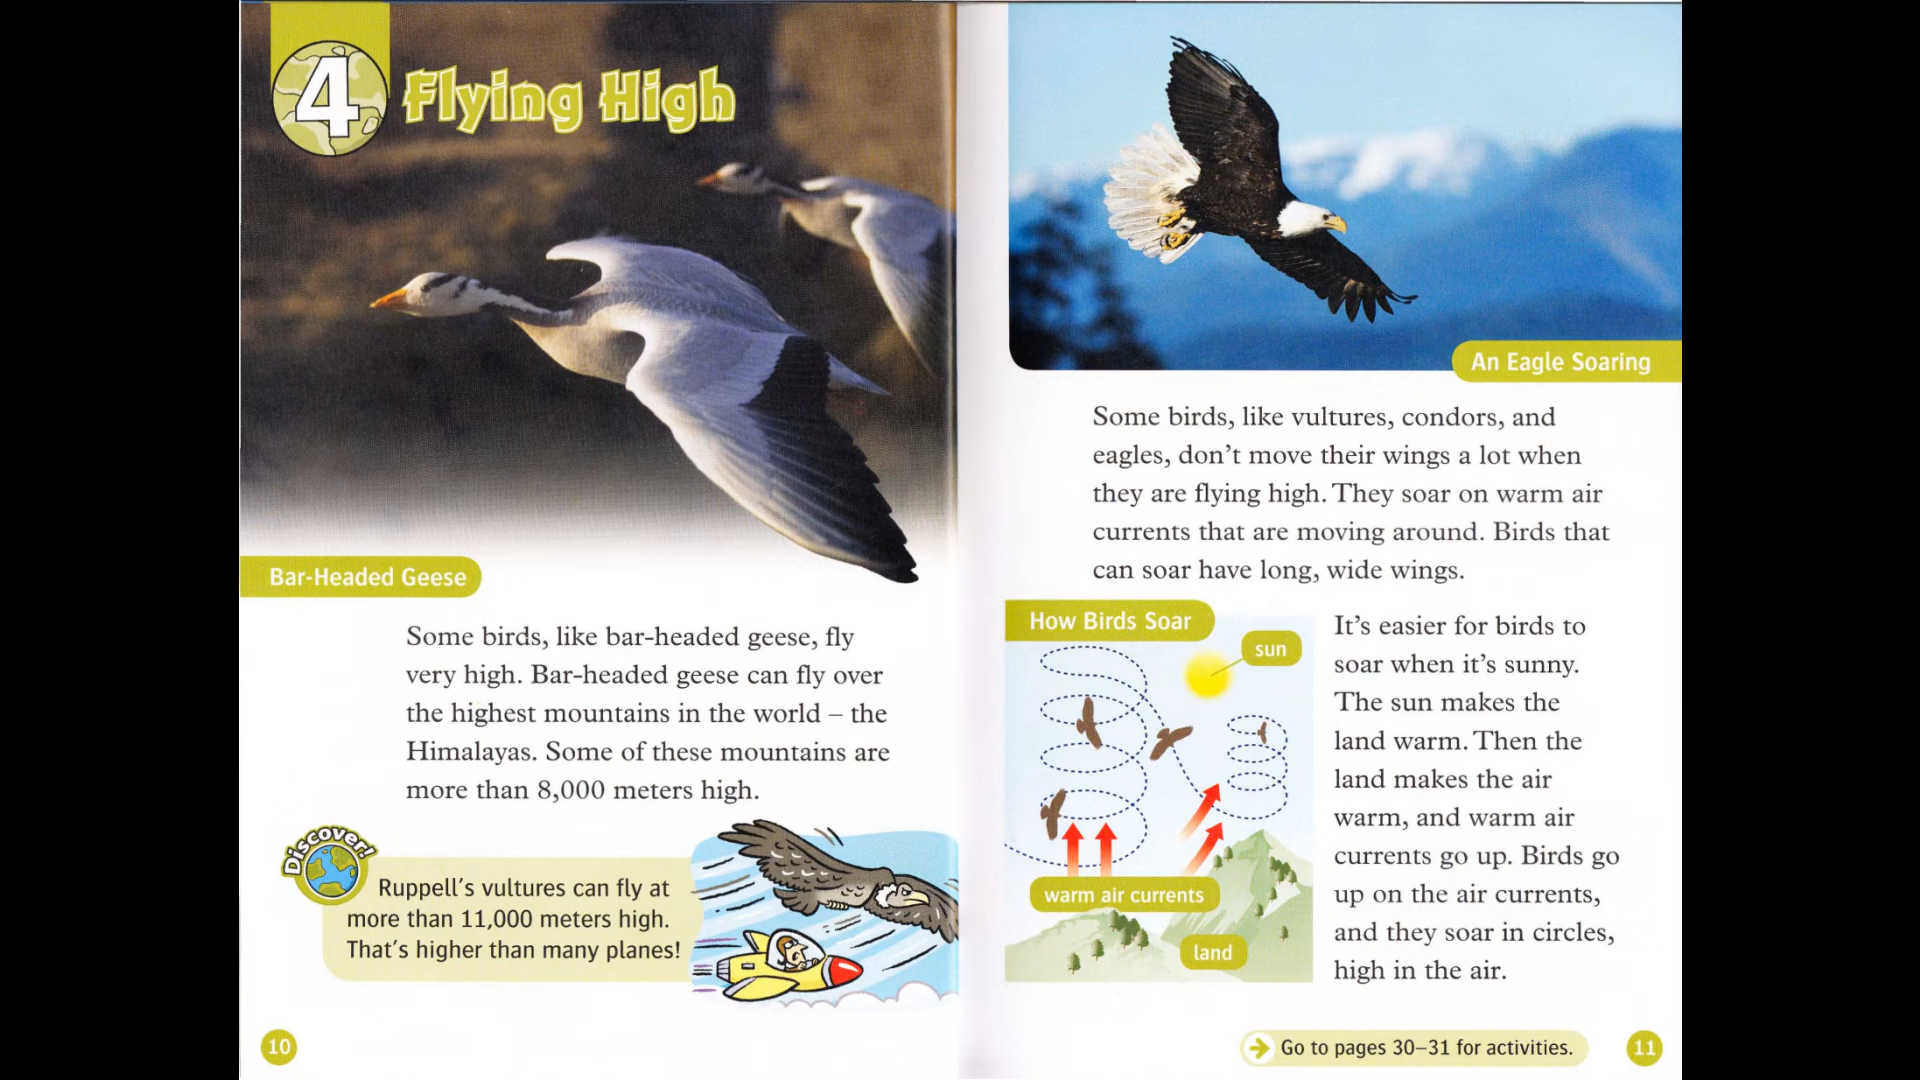 4 Flying High
Bar-Headed Geese
Some birds, like bar-headed geese, fly
very high. Bar-headed geese can fly over
the highest mountains in the world – the
Himalayas. Some of these mountains are
more than 8,000 meters high.
Discover!
Ruppell's vultures can fly at
more than 11,000 meters high.
That's higher than many planes!
10
An Eagle Soaring
Some birds, like vultures, condors, and
eagles, don't move their wings a lot when
they are flying high. They soar on warm air
currents that are moving around. Birds that
can soar have long, wide wings.
How Birds Soar
sun
warm air currents
land
It's easier for birds to
soar when it's sunny.
The sun makes the
land warm. Then the
land makes the air
warm, and warm air
currents go up. Birds go
up on the air currents,
and they soar in circles,
high in the air.
Go to pages 30–31 for activities.
11